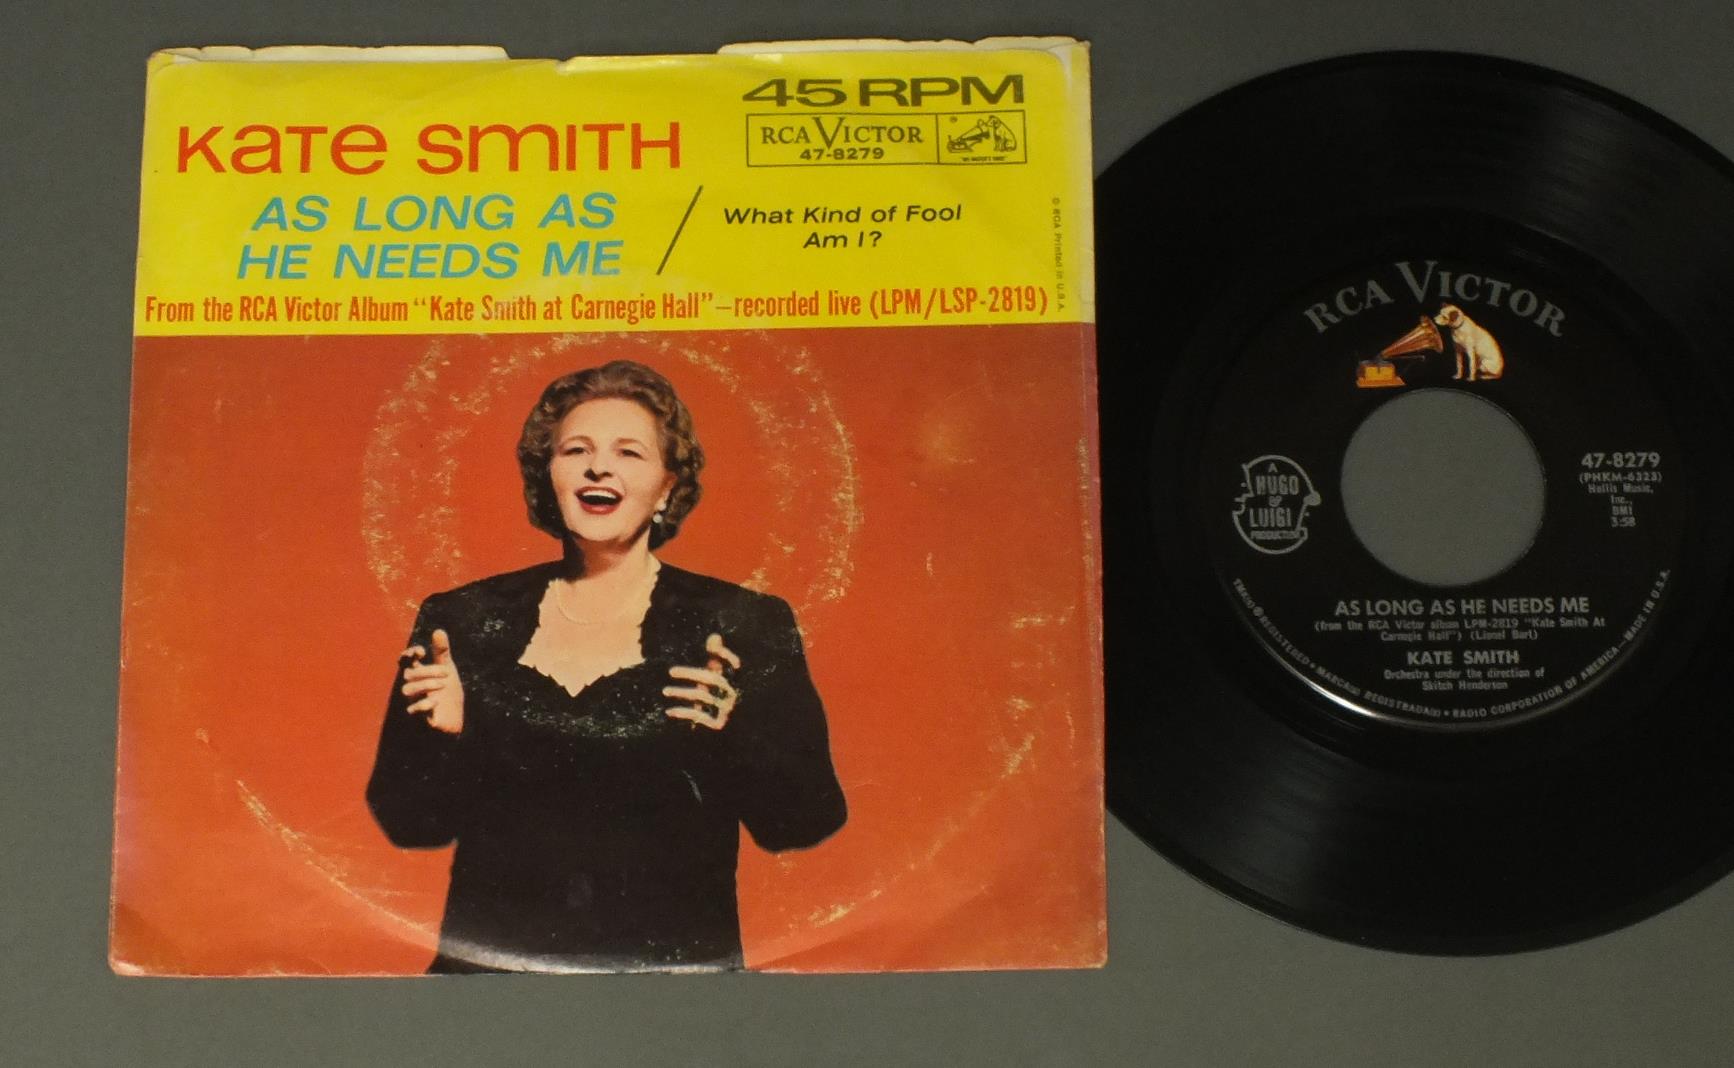 45 RPM
RCA VICTOR
47-8279
"HIS MASTER'S VOICE"
Kate Smith
AS LONG AS
HE NEEDS ME
/
What Kind of Fool
Am I?
From the RCA Victor Album "Kate Smith at Carnegie Hall"—recorded live (LPM/LSP-2819)
© RCA Printed in U.S.A.
RCA VICTOR
47-8279
(PHKM-6323)
Hollis Music,
Inc.,
BMI
3:58
A
HUGO
&
LUIGI
PRODUCTION
AS LONG AS HE NEEDS ME
(from the RCA Victor album LPM-2819 "Kate Smith At
Carnegie Hall") (Lionel Bart)
KATE SMITH
Orchestra under the direction of
Skitch Henderson
TMK(s) ® REGISTERED • MARCA(s) REGISTRADA(s) • RADIO CORPORATION OF AMERICA—MADE IN U.S.A.